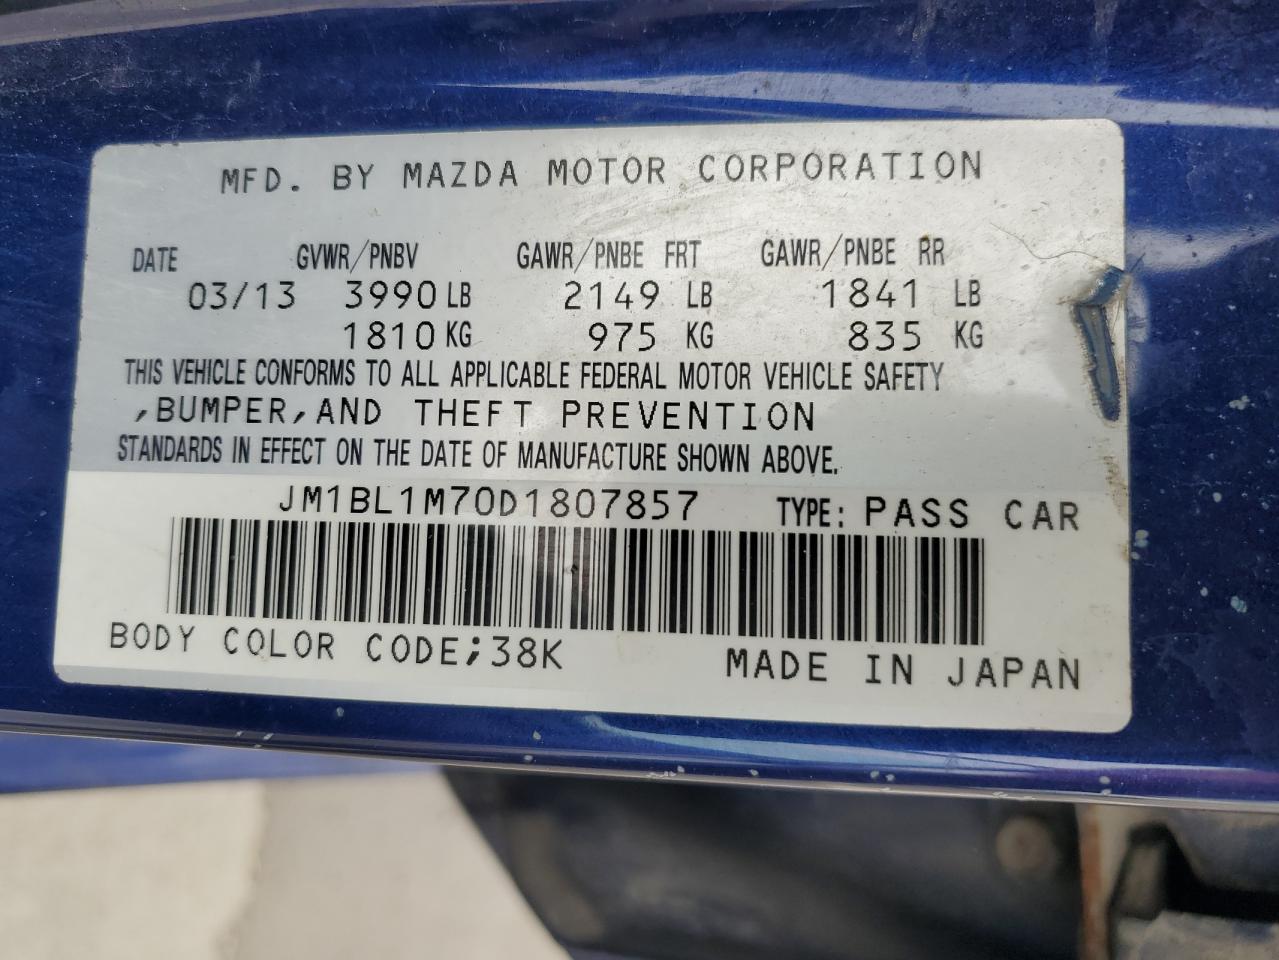 MFD. BY MAZDA MOTOR CORPORATION
DATE GVWR/PNBV GAWR/PNBE FRT GAWR/PNBE RR
03/13 3990 LB 2149 LB 1841 LB
1810 KG 975 KG 835 KG
THIS VEHICLE CONFORMS TO ALL APPLICABLE FEDERAL MOTOR VEHICLE SAFETY
,BUMPER,AND THEFT PREVENTION
STANDARDS IN EFFECT ON THE DATE OF MANUFACTURE SHOWN ABOVE.
JM1BL1M70D1807857 TYPE: PASS CAR
BODY COLOR CODE;38K MADE IN JAPAN